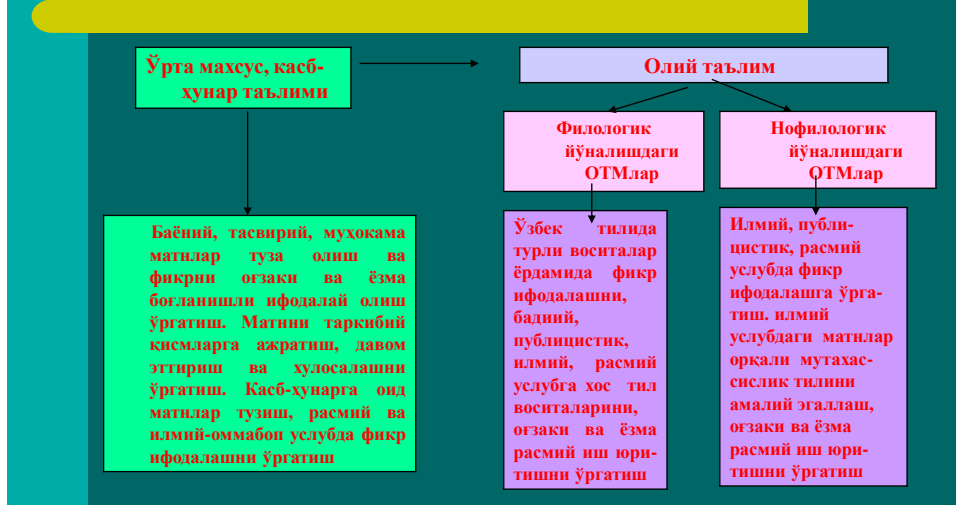 Ўрта махсус, касб-
ҳунар таълими
Олий таълим
Филологик
йўналишдаги
ОТМлар
Нофилологик
йўналишдаги
ОТМлар
Баёний, тасвирий, муҳокама
матнлар туза олиш ва
фикрни оғзаки ва ёзма
боғланишли ифодалай олиш
ўргатиш. Матнни таркибий
қисмларга ажратиш, давом
эттириш ва хулосалашни
ўргатиш. Касб-ҳунарга оид
матнлар тузиш, расмий ва
илмий-оммабоп услубда фикр
ифодалашни ўргатиш
Ўзбек тилида
турли воситалар
ёрдамида фикр
ифодалашни,
бадиий,
публицистик,
илмий, расмий
услубга хос тил
воситаларини,
оғзаки ва ёзма
расмий иш юри-
тишни ўргатиш
Илмий, публи-
цистик, расмий
услубда фикр
ифодалашга ўрга-
тиш. илмий
услубдаги матнлар
орқали мутахас-
сислик тилини
амалий эгаллаш,
оғзаки ва ёзма
расмий иш юри-
тишни ўргатиш